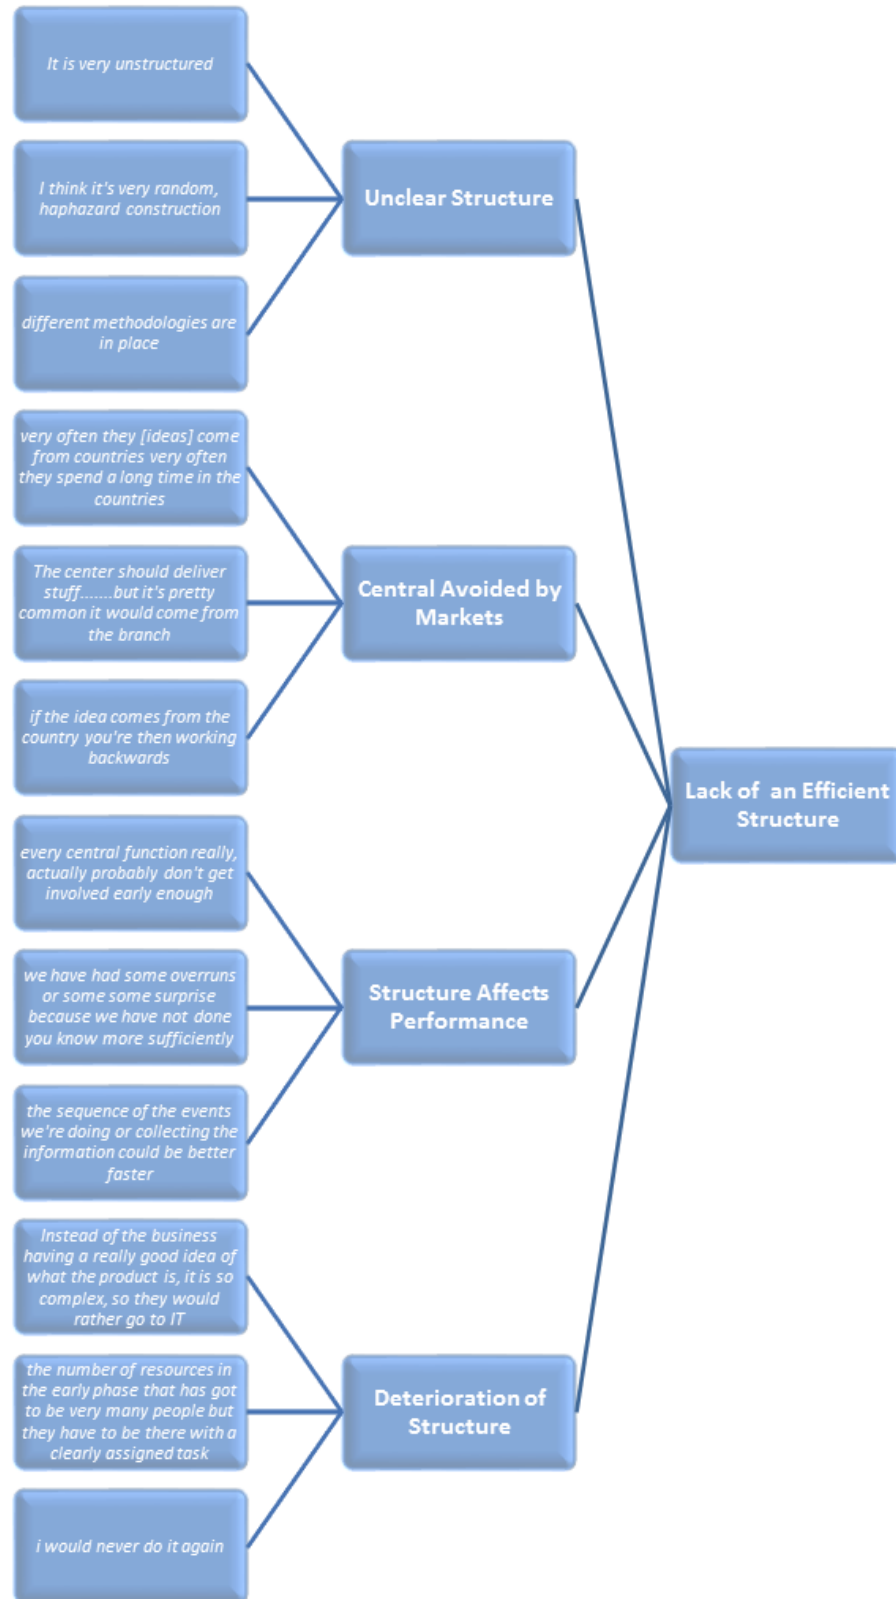 It is very unstructured
I think it's very random,
haphazard construction
different methodologies are
in place
Unclear Structure
very often they [ideas] come
from countries very often
they spend a long time in the
countries
The center should deliver
stuff.......but it's pretty
common it would come from
the branch
if the idea comes from the
country you're then working
backwards
Central Avoided by
Markets
every central function really,
actually probably don't get
involved early enough
we have had some overruns
or some some surprise
because we have not done
you know more sufficiently
the sequence of the events
we're doing or collecting the
information could be better
faster
Structure Affects
Performance
Instead of the business
having a really good idea of
what the product is, it is so
complex, so they would
rather go to IT
the number of resources in
the early phase that has got
to be very many people but
they have to be there with a
clearly assigned task
i would never do it again
Deterioration of
Structure
Lack of an Efficient
Structure